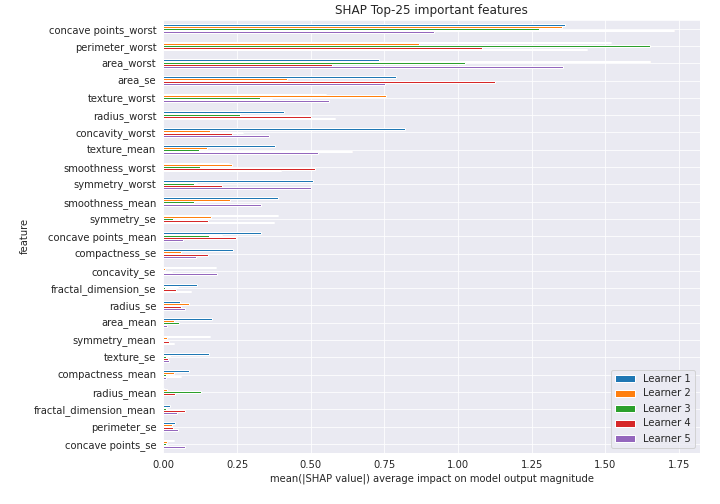 SHAP Top-25 important features
concave points_worst
perimeter_worst
area_worst
area_se
texture_worst
radius_worst
concavity_worst
texture_mean
smoothness_worst
symmetry_worst
smoothness_mean
symmetry_se
concave points_mean
compactness_se
concavity_se
fractal_dimension_se
radius_se
area_mean
symmetry_mean
texture_se
compactness_mean
radius_mean
fractal_dimension_mean
perimeter_se
concave points_se
feature
Learner 1
Learner 2
Learner 3
Learner 4
Learner 5
0.00 0.25 0.50 0.75 1.00 1.25 1.50 1.75
mean(|SHAP value|) average impact on model output magnitude